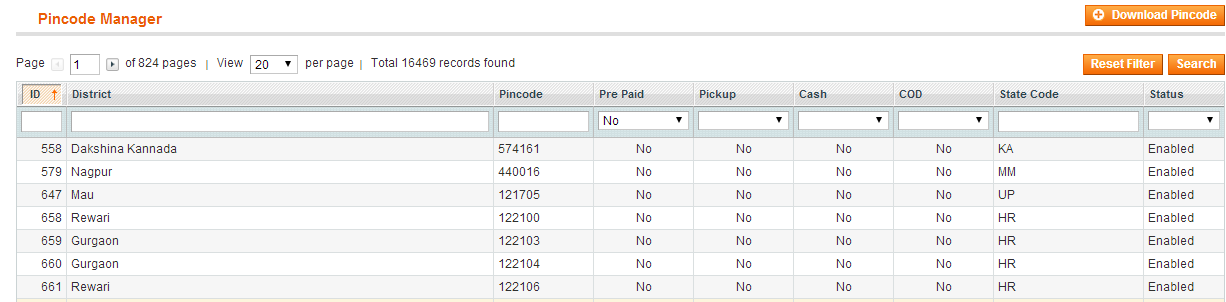 Pincode Manager
Download Pincode
Page 1 of 824 pages | View 20 per page | Total 16469 records found
Reset Filter Search
ID District Pincode Pre Paid Pickup Cash COD State Code Status
No
558 Dakshina Kannada 574161 No No No No KA Enabled
579 Nagpur 440016 No No No No MM Enabled
647 Mau 121705 No No No No UP Enabled
658 Rewari 122100 No No No No HR Enabled
659 Gurgaon 122103 No No No No HR Enabled
660 Gurgaon 122104 No No No No HR Enabled
661 Rewari 122106 No No No No HR Enabled